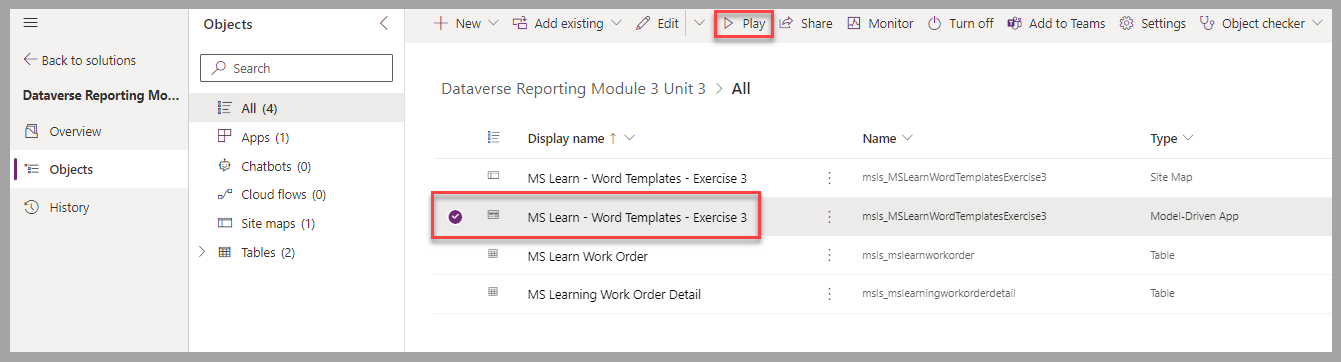 New Add existing Edit Play Share Monitor Turn off Add to Teams Settings Object checker
Back to solutions
Dataverse Reporting Mo...
Overview
Objects
History
Objects
Search
All (4)
Apps (1)
Chatbots (0)
Cloud flows (0)
Site maps (1)
Tables (2)
Dataverse Reporting Module 3 Unit 3 > All
Display name ↑ Name Type
MS Learn - Word Templates - Exercise 3 msls_MSLearnWordTemplatesExercise3 Site Map
MS Learn - Word Templates - Exercise 3 msls_MSLearnWordTemplatesExercise3 Model-Driven App
MS Learn Work Order msls_mslearnworkorder Table
MS Learning Work Order Detail msls_mslearningworkorderdetail Table